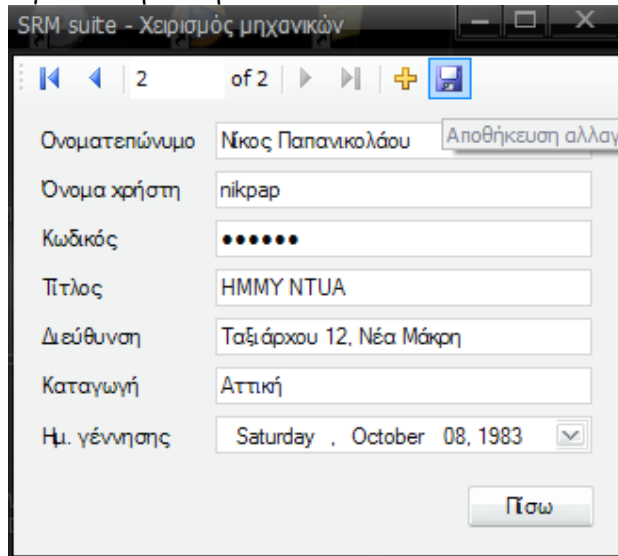 SRM suite - Χειρισμός μηχανικών
2 of 2
Αποθήκευση αλλαγ
Ονοματεπώνυμο Νίκος Παπανικολάου
Όνομα χρήστη nikpap
Κωδικός ●●●●●●
Τίτλος HMMY NTUA
Διεύθυνση Ταξιάρχου 12, Νέα Μάκρη
Καταγωγή Αττική
Ημ. γέννησης Saturday , October 08, 1983
Πίσω